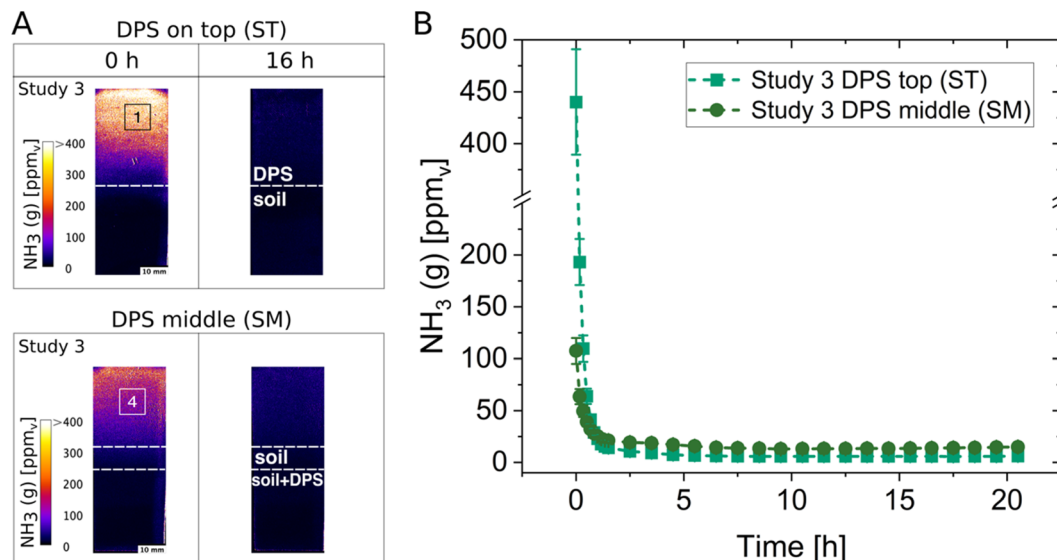 A
DPS on top (ST)
0 h
16 h
Study 3
1
>400
300
200
100
0
NH₃ (g) [ppmᵥ]
10 mm
DPS
soil
DPS middle (SM)
Study 3
4
>400
300
200
100
0
NH₃ (g) [ppmᵥ]
10 mm
soil
soil+DPS
B
500
450
400
200
150
100
50
0
NH₃ (g) [ppmᵥ]
Study 3 DPS top (ST)
Study 3 DPS middle (SM)
0
5
10
15
20
Time [h]